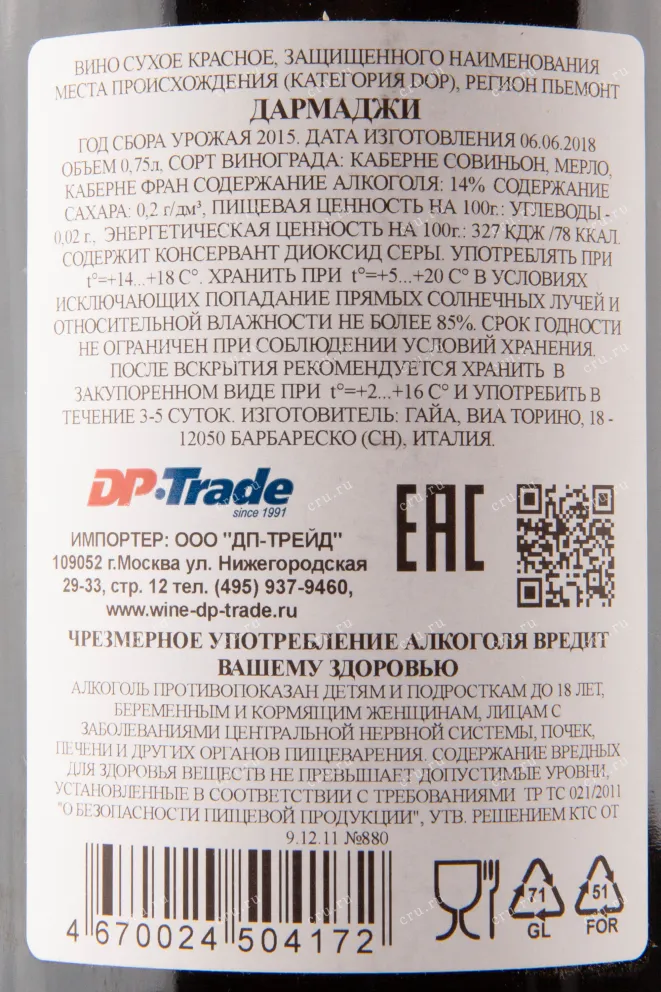 ВИНО СУХОЕ КРАСНОЕ, ЗАЩИЩЕННОГО НАИМЕНОВАНИЯ
МЕСТА ПРОИСХОЖДЕНИЯ (КАТЕГОРИЯ DOP), РЕГИОН ПЬЕМОНТ
ДАРМАДЖИ
ГОД СБОРА УРОЖАЯ 2015. ДАТА ИЗГОТОВЛЕНИЯ 06.06.2018
ОБЪЕМ 0,75л, СОРТ ВИНОГРАДА: КАБЕРНЕ СОВИНЬОН, МЕРЛО,
КАБЕРНЕ ФРАН СОДЕРЖАНИЕ АЛКОГОЛЯ: 14% СОДЕРЖАНИЕ
САХАРА: 0,2 г/дм³, ПИЩЕВАЯ ЦЕННОСТЬ НА 100г.: УГЛЕВОДЫ -
0,02 г., ЭНЕРГЕТИЧЕСКАЯ ЦЕННОСТЬ НА 100г.: 327 КДЖ /78 ККАЛ.
СОДЕРЖИТ КОНСЕРВАНТ ДИОКСИД СЕРЫ. УПОТРЕБЛЯТЬ ПРИ
t°=+14...+18 С°. ХРАНИТЬ ПРИ t°=+5...+20 С° В УСЛОВИЯХ
ИСКЛЮЧАЮЩИХ ПОПАДАНИЕ ПРЯМЫХ СОЛНЕЧНЫХ ЛУЧЕЙ И
ОТНОСИТЕЛЬНОЙ ВЛАЖНОСТИ НЕ БОЛЕЕ 85%. СРОК ГОДНОСТИ
НЕ ОГРАНИЧЕН ПРИ СОБЛЮДЕНИИ УСЛОВИЙ ХРАНЕНИЯ.
ПОСЛЕ ВСКРЫТИЯ РЕКОМЕНДУЕТСЯ ХРАНИТЬ В
ЗАКУПОРЕННОМ ВИДЕ ПРИ t°=+2...+16 С° И УПОТРЕБИТЬ В
ТЕЧЕНИЕ 3-5 СУТОК. ИЗГОТОВИТЕЛЬ: ГАЙА, ВИА ТОРИНО, 18 -
12050 БАРБАРЕСКО (CH), ИТАЛИЯ.
DP·Trade
since 1991
EAC
ИМПОРТЕР: ООО "ДП-ТРЕЙД"
109052 г.Москва ул. Нижегородская
29-33, стр. 12 тел. (495) 937-9460,
www.wine-dp-trade.ru
ЧРЕЗМЕРНОЕ УПОТРЕБЛЕНИЕ АЛКОГОЛЯ ВРЕДИТ
ВАШЕМУ ЗДОРОВЬЮ
АЛКОГОЛЬ ПРОТИВОПОКАЗАН ДЕТЯМ И ПОДРОСТКАМ ДО 18 ЛЕТ,
БЕРЕМЕННЫМ И КОРМЯЩИМ ЖЕНЩИНАМ, ЛИЦАМ С
ЗАБОЛЕВАНИЯМИ ЦЕНТРАЛЬНОЙ НЕРВНОЙ СИСТЕМЫ, ПОЧЕК,
ПЕЧЕНИ И ДРУГИХ ОРГАНОВ ПИЩЕВАРЕНИЯ. СОДЕРЖАНИЕ ВРЕДНЫХ
ДЛЯ ЗДОРОВЬЯ ВЕЩЕСТВ НЕ ПРЕВЫШАЕТ ДОПУСТИМЫЕ УРОВНИ,
УСТАНОВЛЕННЫЕ В СООТВЕТСТВИИ С ТРЕБОВАНИЯМИ ТР ТС 021/2011
"О БЕЗОПАСНОСТИ ПИЩЕВОЙ ПРОДУКЦИИ", УТВ. РЕШЕНИЕМ КТС ОТ
9.12.11 №880
4 670024 504172
71
GL
51
FOR
cru.ru